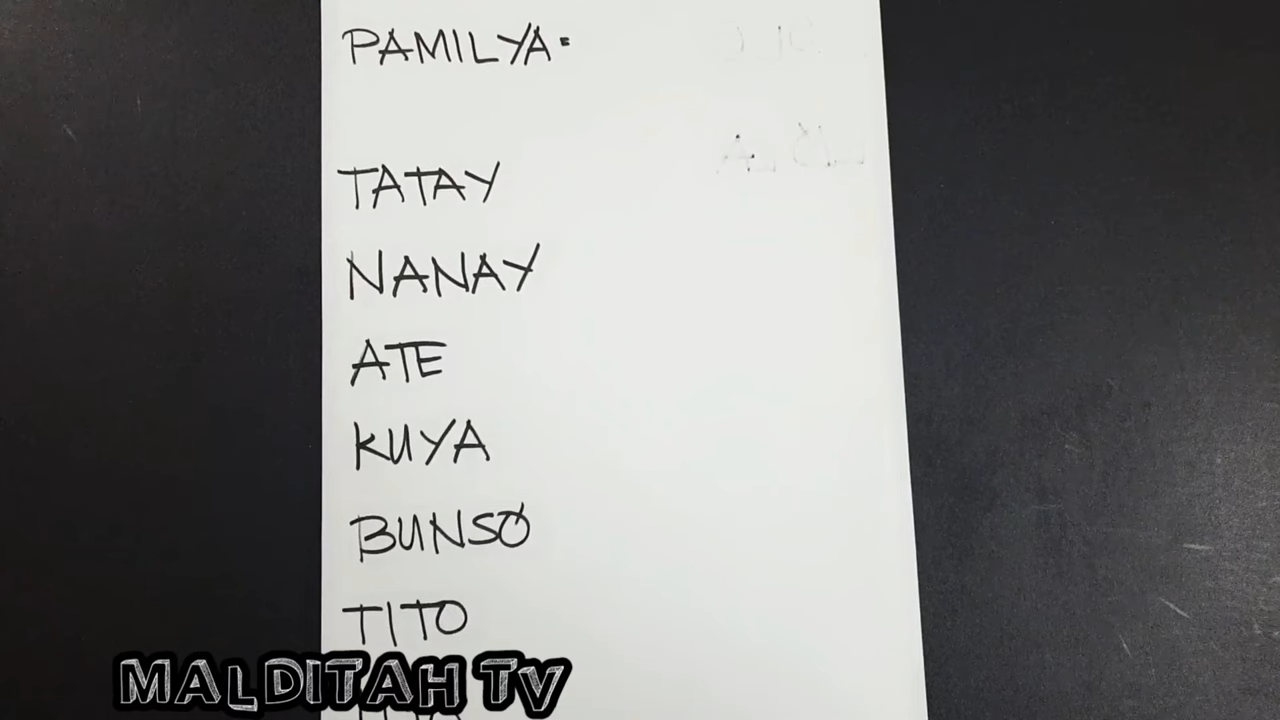 PAMILYA.
TATAY
NANAY
ATE
KUYA
BUNSO
TITO
MALDITAH TV